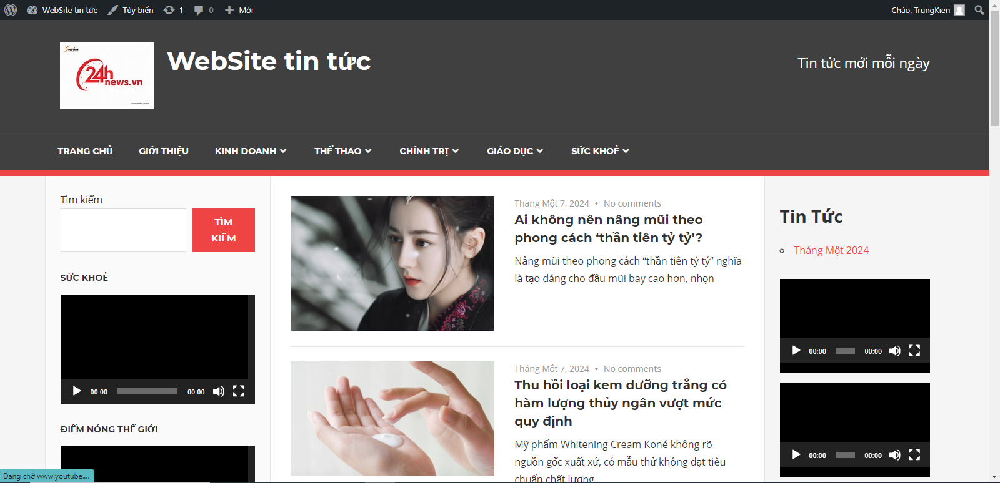 WebSite tin tức
Tùy biến
1
0
Mới
Chào, TrungKien
SOLUTION
24h
news.vn
WebSite tin tức
Tin tức mới mỗi ngày
TRANG CHỦ
GIỚI THIỆU
KINH DOANH
THỂ THAO
CHÍNH TRỊ
GIÁO DỤC
SỨC KHOẺ
Tìm kiếm
TÌM
KIẾM
SỨC KHOẺ
00:00
00:00
ĐIỂM NÓNG THẾ GIỚI
Tháng Một 7, 2024 • No comments
Ai không nên nâng mũi theo
phong cách ‘thần tiên tỷ tỷ’?
Nâng mũi theo phong cách “thần tiên tỷ tỷ” nghĩa
là tạo dáng cho đầu mũi bay cao hơn, nhọn
Tháng Một 7, 2024 • No comments
Thu hồi loại kem dưỡng trắng có
hàm lượng thủy ngân vượt mức
quy định
Mỹ phẩm Whitening Cream Koné không rõ
nguồn gốc xuất xứ, có mẫu thử không đạt tiêu
chuẩn chất lượng
Tin Tức
Tháng Một 2024
00:00
00:00
00:00
00:00
Đang chờ www.youtube....